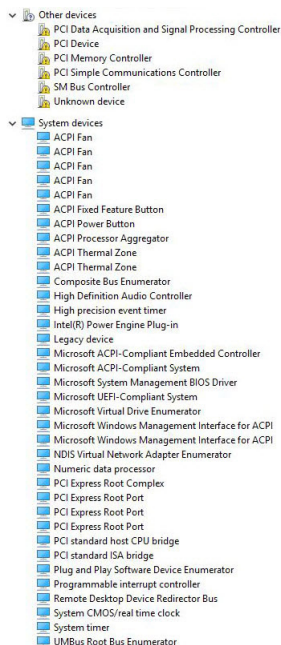 Other devices
PCI Data Acquisition and Signal Processing Controller
PCI Device
PCI Memory Controller
PCI Simple Communications Controller
SM Bus Controller
Unknown device
System devices
ACPI Fan
ACPI Fan
ACPI Fan
ACPI Fan
ACPI Fan
ACPI Fixed Feature Button
ACPI Power Button
ACPI Processor Aggregator
ACPI Thermal Zone
ACPI Thermal Zone
Composite Bus Enumerator
High Definition Audio Controller
High precision event timer
Intel(R) Power Engine Plug-in
Legacy device
Microsoft ACPI-Compliant Embedded Controller
Microsoft ACPI-Compliant System
Microsoft System Management BIOS Driver
Microsoft UEFI-Compliant System
Microsoft Virtual Drive Enumerator
Microsoft Windows Management Interface for ACPI
Microsoft Windows Management Interface for ACPI
NDIS Virtual Network Adapter Enumerator
Numeric data processor
PCI Express Root Complex
PCI Express Root Port
PCI Express Root Port
PCI Express Root Port
PCI standard host CPU bridge
PCI standard ISA bridge
Plug and Play Software Device Enumerator
Programmable interrupt controller
Remote Desktop Device Redirector Bus
System CMOS/real time clock
System timer
UMBus Root Bus Enumerator